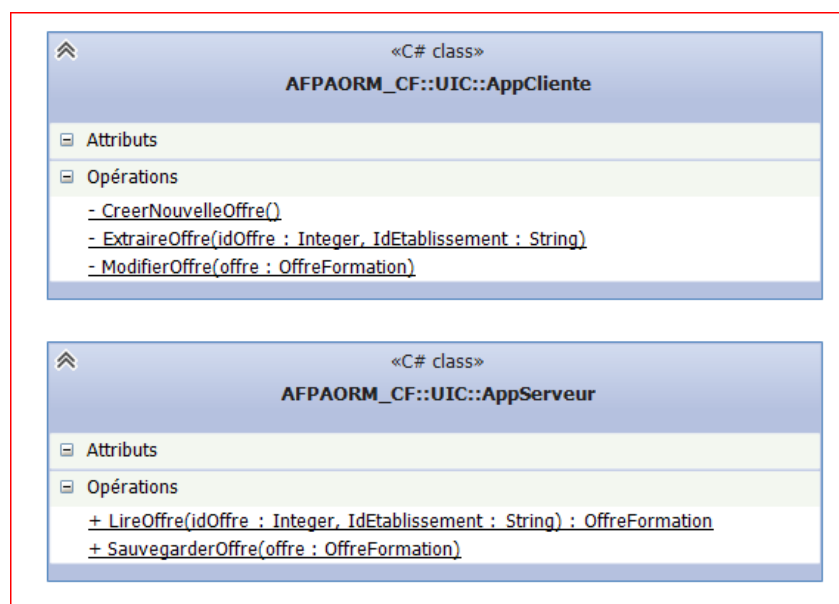 «C# class»
AFPAORM_CF::UIC::AppCliente
Attributs
Opérations
- CreerNouvelleOffre()
- ExtraireOffre(idOffre : Integer, IdEtablissement : String)
- ModifierOffre(offre : OffreFormation)
«C# class»
AFPAORM_CF::UIC::AppServeur
Attributs
Opérations
+ LireOffre(idOffre : Integer, IdEtablissement : String) : OffreFormation
+ SauvegarderOffre(offre : OffreFormation)